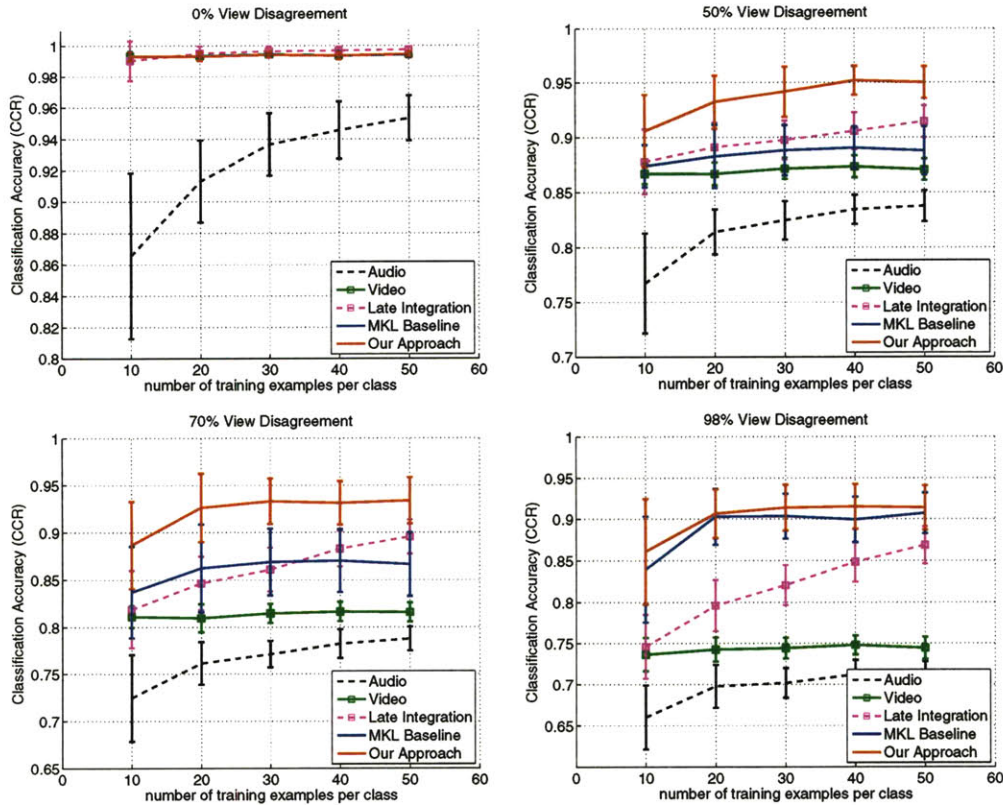 0% View Disagreement
Classification Accuracy (CCR)
1
0.98
0.96
0.94
0.92
0.9
0.88
0.86
0.84
0.82
0.8
0 10 20 30 40 50 60
number of training examples per class
Audio
Video
Late Integration
MKL Baseline
Our Approach
50% View Disagreement
Classification Accuracy (CCR)
1
0.95
0.9
0.85
0.8
0.75
0.7
0 10 20 30 40 50 60
number of training examples per class
Audio
Video
Late Integration
MKL Baseline
Our Approach
70% View Disagreement
Classification Accuracy (CCR)
1
0.95
0.9
0.85
0.8
0.75
0.7
0.65
0 10 20 30 40 50 60
number of training examples per class
Audio
Video
Late Integration
MKL Baseline
Our Approach
98% View Disagreement
Classification Accuracy (CCR)
1
0.95
0.9
0.85
0.8
0.75
0.7
0.65
0 10 20 30 40 50 60
number of training examples per class
Audio
Video
Late Integration
MKL Baseline
Our Approach